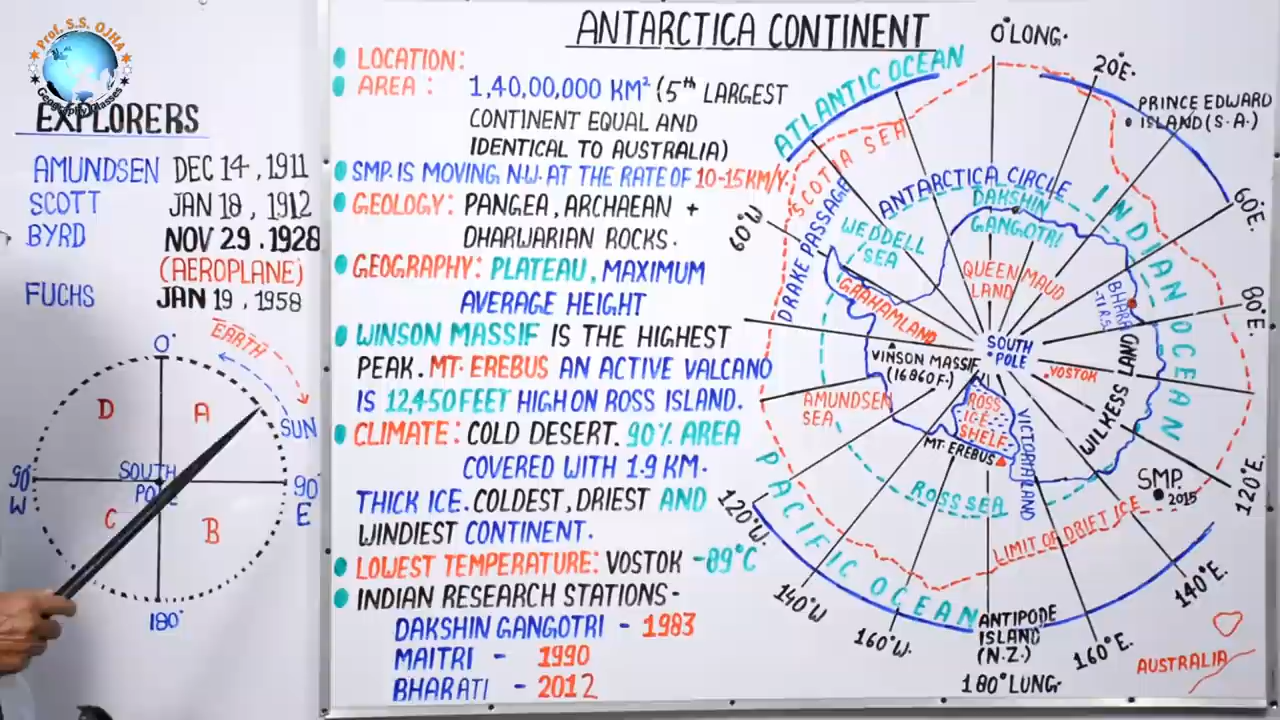 Prof. S.S. OJHA
Geography Classes
EXPLORERS
AMUNDSEN DEC 14, 1911
SCOTT JAN 18, 1912
BYRD NOV 29. 1928
(AEROPLANE)
FUCHS JAN 19, 1958
EARTH
SUN
0°
D A
90° W
SOUTH POLE
90° E
C B
180°
ANTARCTICA CONTINENT
LOCATION:
AREA: 1,40,00,000 KM² (5th LARGEST
CONTINENT EQUAL AND
IDENTICAL TO AUSTRALIA)
SMP. IS MOVING N.W. AT THE RATE OF 10-15KM/Y.
GEOLOGY: PANGEA, ARCHAEAN +
DHARWARIAN ROCKS.
GEOGRAPHY: PLATEAU, MAXIMUM
AVERAGE HEIGHT
WINSON MASSIF IS THE HIGHEST
PEAK. MT. EREBUS AN ACTIVE VALCANO
IS 12,450 FEET HIGH ON ROSS ISLAND.
CLIMATE: COLD DESERT. 90% AREA
COVERED WITH 1.9 KM.
THICK ICE. COLDEST, DRIEST AND
WINDIEST CONTINENT.
LOWEST TEMPERATURE: VOSTOK -89°C
INDIAN RESEARCH STATIONS-
DAKSHIN GANGOTRI - 1983
MAITRI - 1990
BHARATI - 2012
0° LONG.
20°E.
ATLANTIC OCEAN
PRINCE EDWARD
ISLAND (S.A.)
SCOTIA SEA
ANTARCTICA CIRCLE
DAKSHIN
GANGOTRI
INDIAN OCEAN
60°W
60°E.
DRAKE PASSAGE
WEDDELL
SEA
QUEEN MAUD
LAND
GRAHAMLAND
BHARA
-TI R.S.
80°E.
SOUTH
POLE
VINSON MASSIF
(16860 F.)
VOSTOK
WILKESS LAND
AMUNDSEN
SEA
ROSS
ICE
SHELF
MT. EREBUS
VICTORIA LAND
SMP.
2015
120°E.
ROSS SEA
LIMIT OF DRIFT ICE
120°W.
PACIFIC OCEAN
140°W
160°W.
ANTIPODE
ISLAND
(N.Z.)
180° LUNG.
160°E.
140°E.
AUSTRALIA